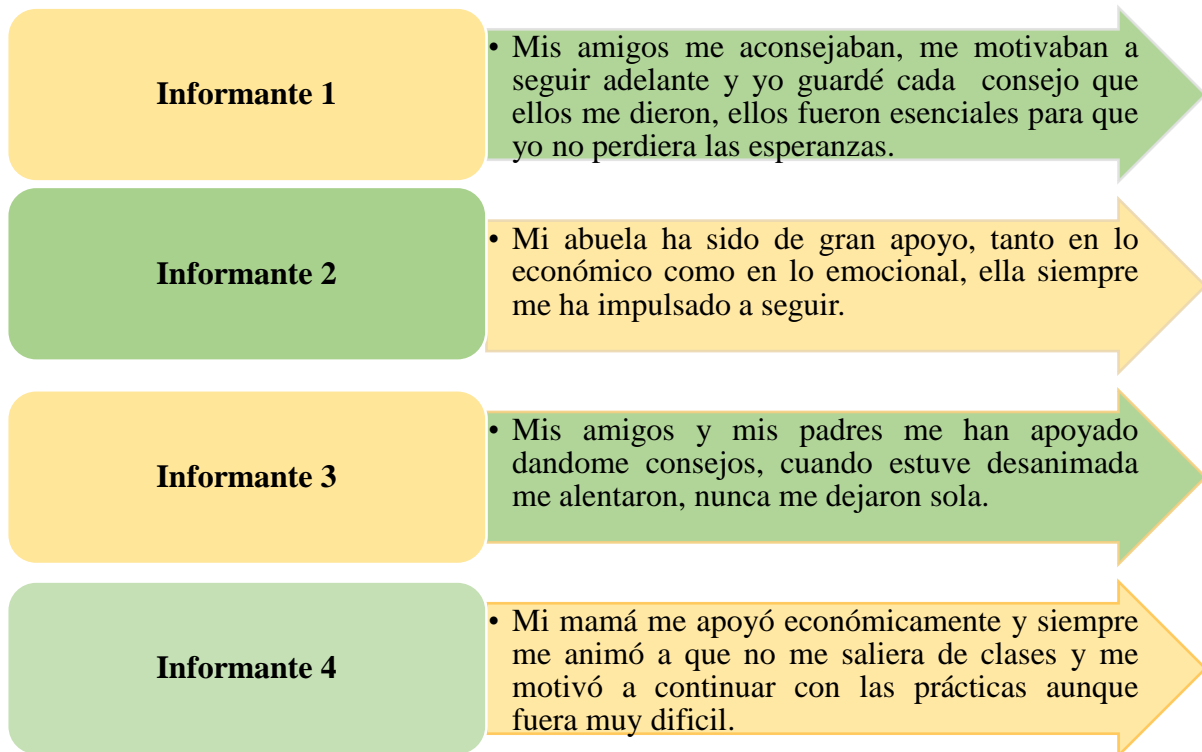 Informante 1
• Mis amigos me aconsejaban, me motivaban a
seguir adelante y yo guardé cada consejo que
ellos me dieron, ellos fueron esenciales para que
yo no perdiera las esperanzas.
Informante 2
• Mi abuela ha sido de gran apoyo, tanto en lo
económico como en lo emocional, ella siempre
me ha impulsado a seguir.
Informante 3
• Mis amigos y mis padres me han apoyado
dandome consejos, cuando estuve desanimada
me alentaron, nunca me dejaron sola.
Informante 4
• Mi mamá me apoyó económicamente y siempre
me animó a que no me saliera de clases y me
motivó a continuar con las prácticas aunque
fuera muy dificil.